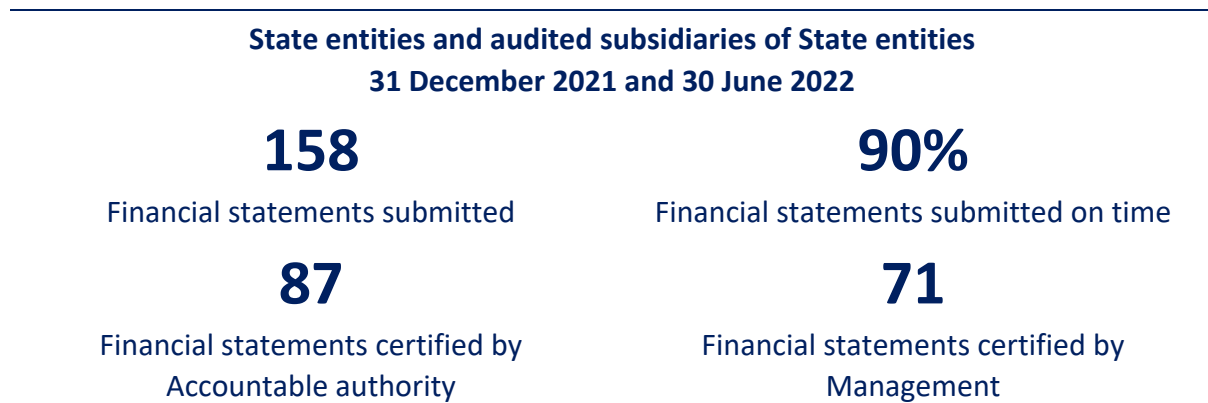 State entities and audited subsidiaries of State entities
31 December 2021 and 30 June 2022
158
Financial statements submitted
90%
Financial statements submitted on time
87
Financial statements certified by
Accountable authority
71
Financial statements certified by
Management